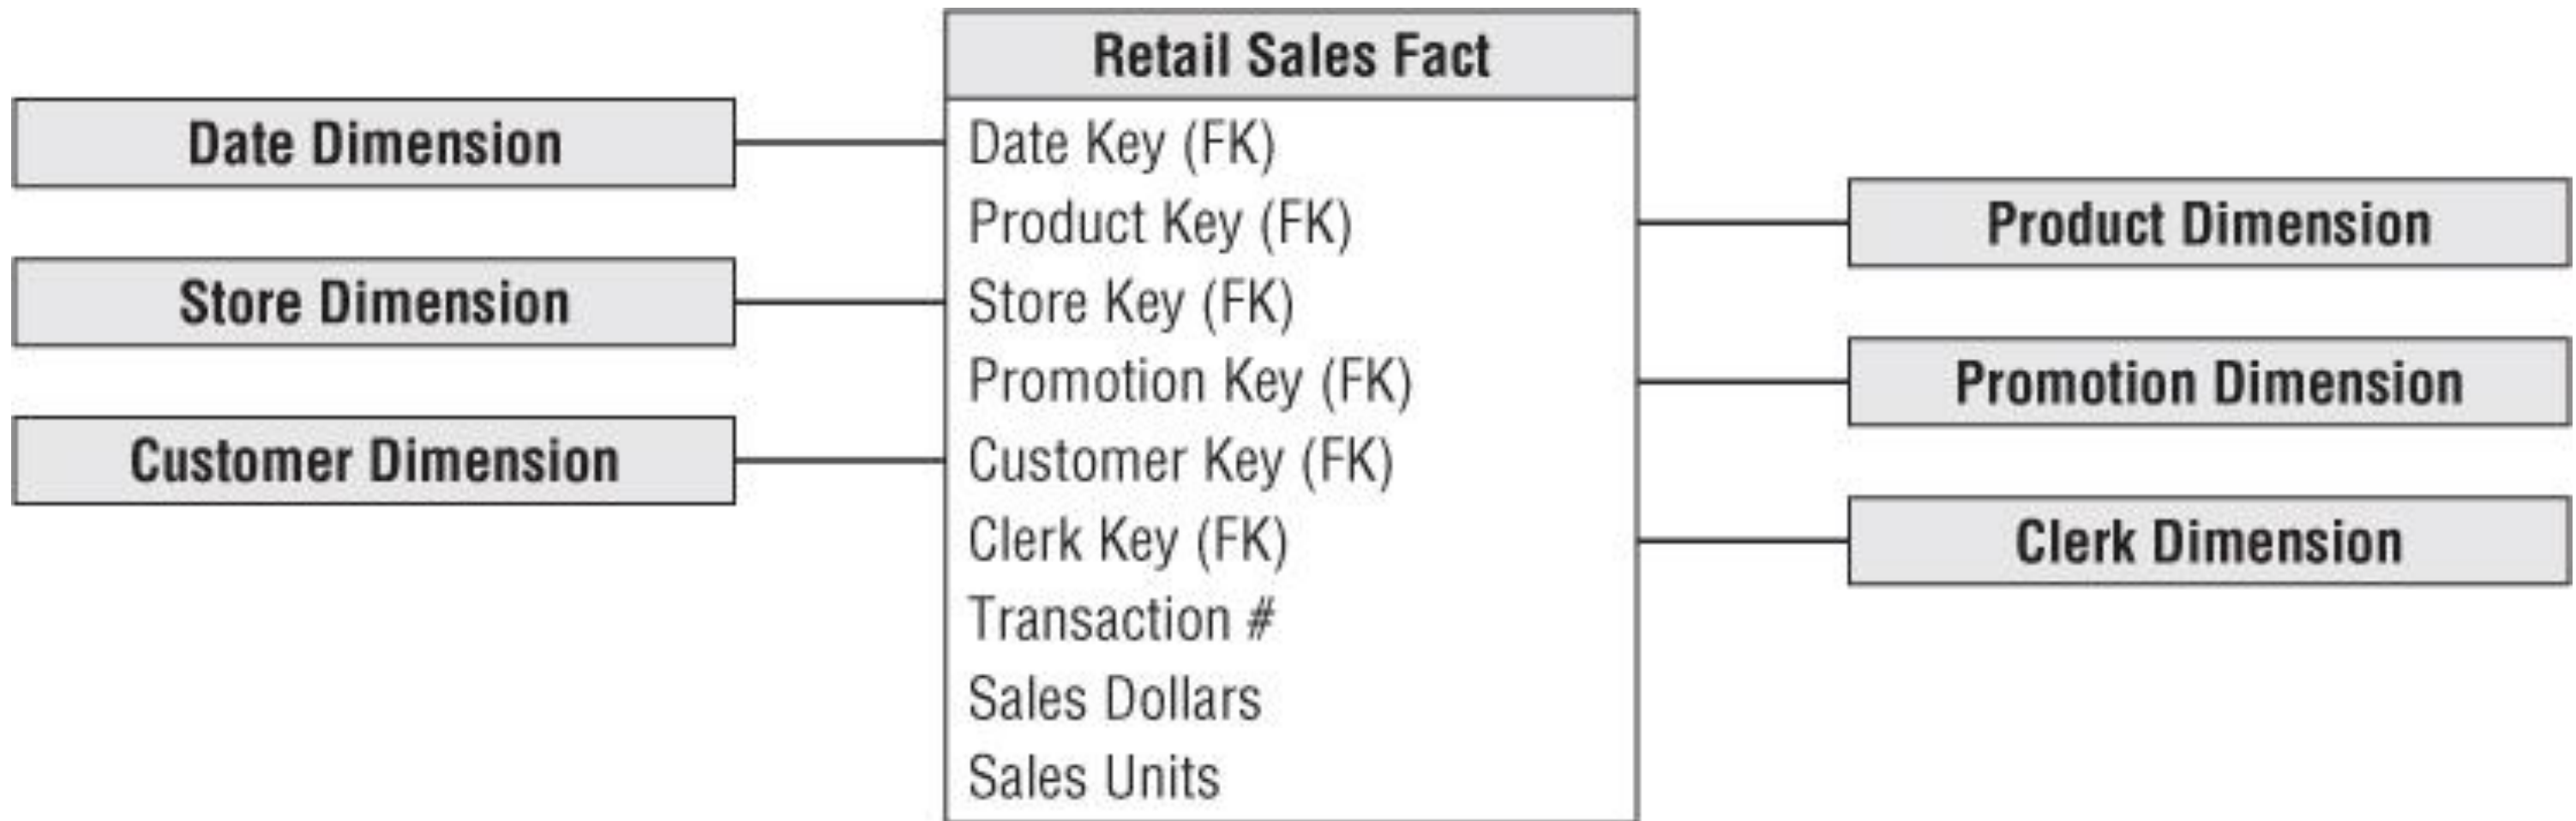 Retail Sales Fact
Date Dimension
Store Dimension
Customer Dimension
Date Key (FK)
Product Key (FK)
Store Key (FK)
Promotion Key (FK)
Customer Key (FK)
Clerk Key (FK)
Transaction #
Sales Dollars
Sales Units
Product Dimension
Promotion Dimension
Clerk Dimension